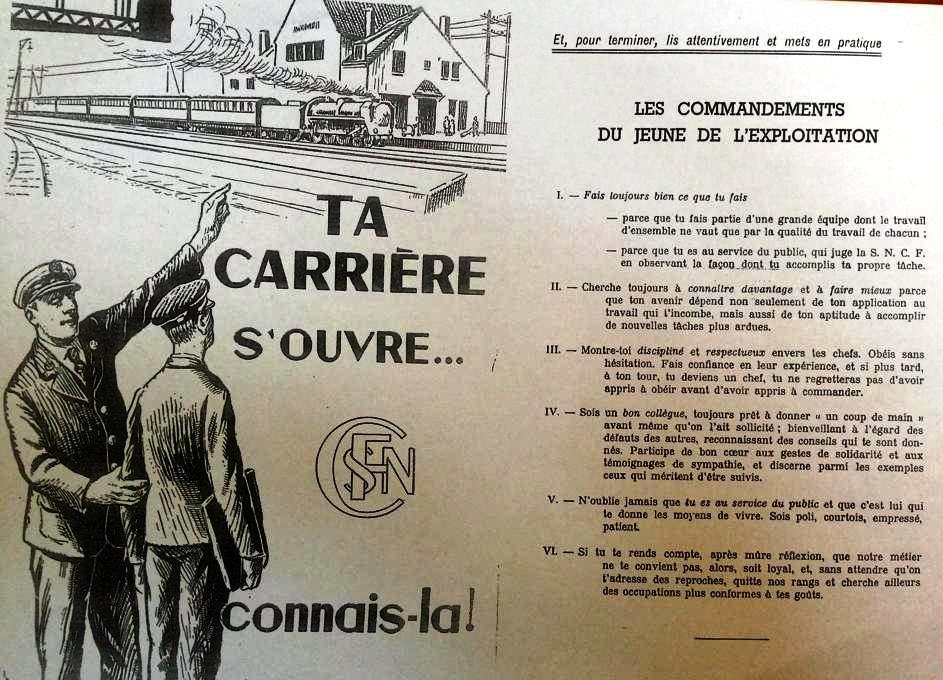 TA
CARRIÈRE
S'OUVRE...
SNCF
connais-la!
Et, pour terminer, lis attentivement et mets en pratique
LES COMMANDEMENTS
DU JEUNE DE L'EXPLOITATION
I. — Fais toujours bien ce que tu fais
— parce que tu fais partie d'une grande équipe dont le travail
d'ensemble ne vaut que par la qualité du travail de chacun ;
— parce que tu es au service du public, qui juge la S. N. C. F.
en observant la façon dont tu accomplis ta propre tâche.
II. — Cherche toujours à connaître davantage et à faire mieux parce
que ton avenir dépend non seulement de ton application au
travail qui t'incombe, mais aussi de ton aptitude à accomplir
de nouvelles tâches plus ardues.
III. — Montre-toi discipliné et respectueux envers tes chefs. Obéis sans
hésitation. Fais confiance en leur expérience, et si plus tard,
à ton tour, tu deviens un chef, tu ne regretteras pas d'avoir
appris à obéir avant d'avoir appris à commander.
IV. — Sois un bon collègue, toujours prêt à donner « un coup de main »
avant même qu'on l'ait sollicité ; bienveillant à l'égard des
défauts des autres, reconnaissant des conseils qui te sont don-
nés. Participe de bon cœur aux gestes de solidarité et aux
témoignages de sympathie, et discerne parmi les exemples
ceux qui méritent d'être suivis.
V. — N'oublie jamais que tu es au service du public et que c'est lui qui
te donne les moyens de vivre. Sois poli, courtois, empressé,
patient.
VI. — Si tu te rends compte, après mûre réflexion, que notre métier
ne te convient pas, alors, soit loyal, et, sans attendre qu'on
t'adresse des reproches, quitte nos rangs et cherche ailleurs
des occupations plus conformes à tes goûts.